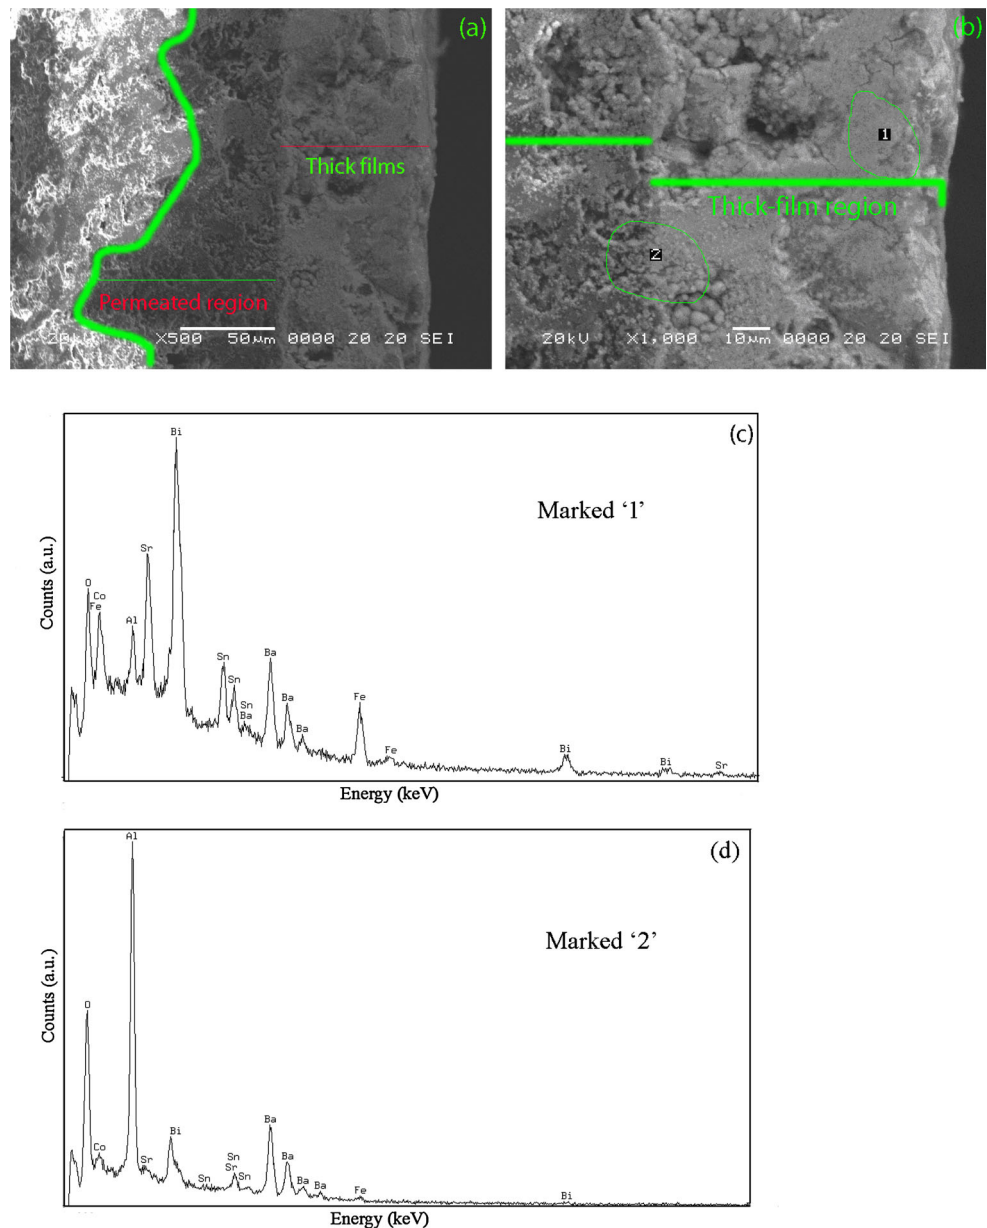 (a)
Thick films
Permeated region
20kV X500 50μm 0000 20 20 SEI
(b)
1
Thick-film region
2
20kV X1,000 10μm 0000 20 20 SEI
(c)
Marked ‘1’
Bi
Sr
O
Co
Fe
Al
Sn
Sn
Sn
Ba
Ba
Ba
Ba
Fe
Fe
Bi
Bi
Sr
Counts (a.u.)
Energy (keV)
(d)
Marked ‘2’
Al
O
Co
Sr
Bi
Sn
Sn
Sr
Sn
Ba
Ba
Ba
Ba
Fe
Bi
Counts (a.u.)
Energy (keV)